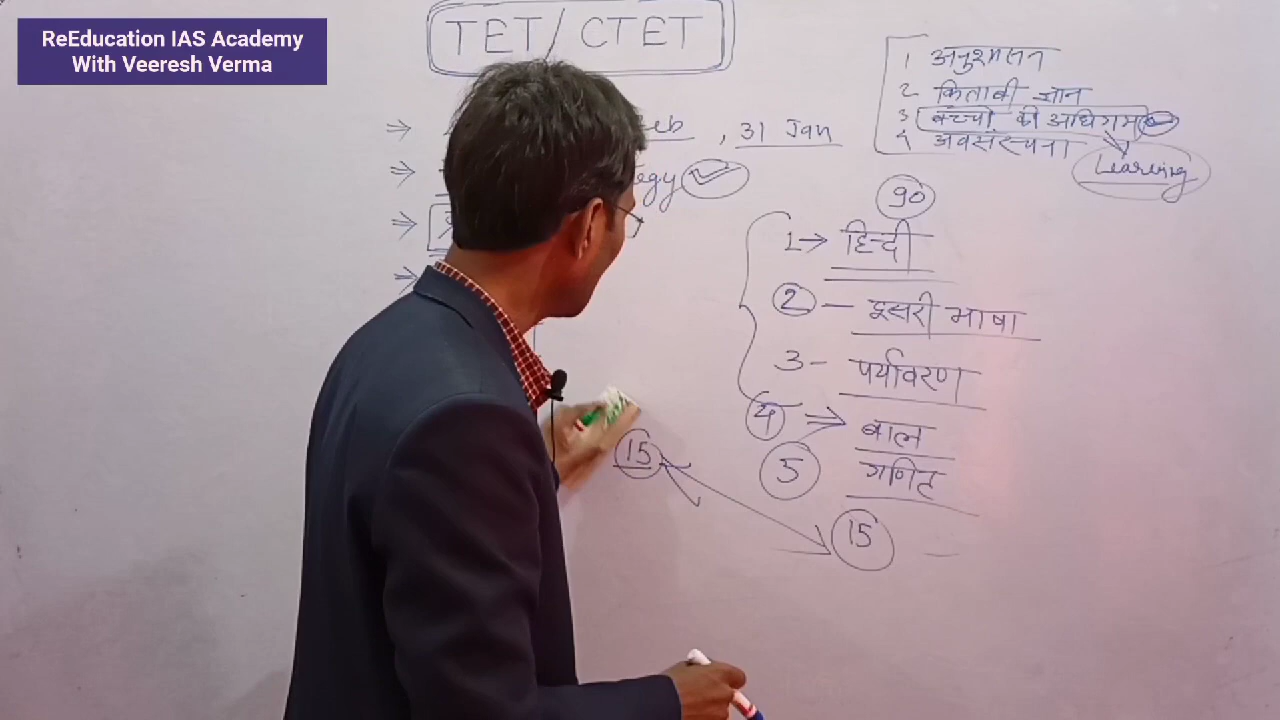 ReEducation IAS Academy
With Veeresh Verma
TET/CTET
1 अनुशासन
2 किताबी ज्ञान
3 बच्चो की अधिगम
4 अवसंरचना
Learning
, 31 Jan
90
1→ हिन्दी
2 — दूसरी भाषा
3 - पर्यावरण
4 ⇒ बाल
5 गणित
15
15